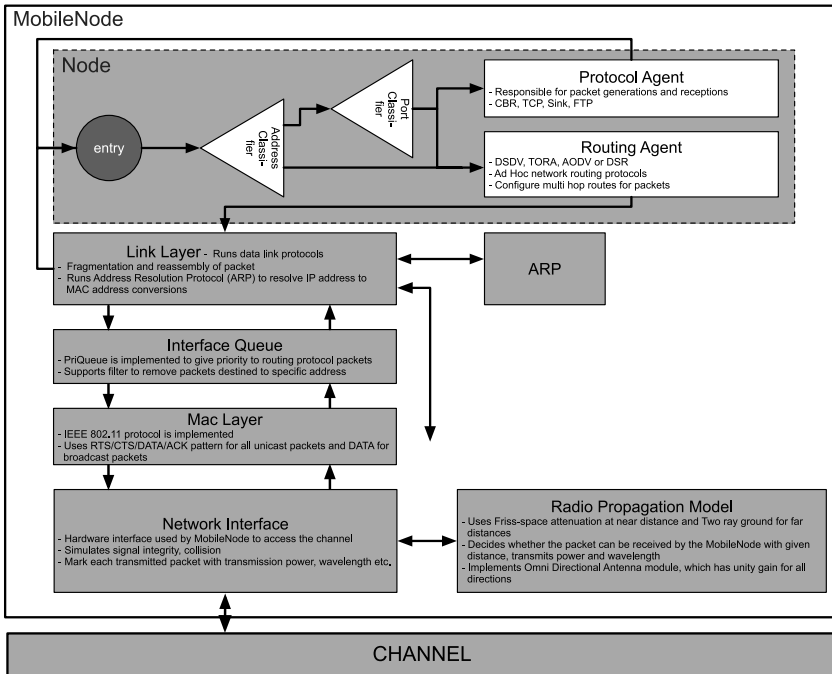 MobileNode
Node
entry
Address
Classi-
fier
Port
Classi-
fier
Protocol Agent
- Responsible for packet generations and receptions
- CBR, TCP, Sink, FTP
Routing Agent
- DSDV, TORA, AODV or DSR
- Ad Hoc network routing protocols
- Configure multi hop routes for packets
Link Layer - Runs data link protocols
- Fragmentation and reassembly of packet
- Runs Address Resolution Protocol (ARP) to resolve IP address to
MAC address conversions
ARP
Interface Queue
- PriQueue is implemented to give priority to routing protocol packets
- Supports filter to remove packets destined to specific address
Mac Layer
- IEEE 802.11 protocol is implemented
- Uses RTS/CTS/DATA/ACK pattern for all unicast packets and DATA for
broadcast packets
Network Interface
- Hardware interface used by MobileNode to access the channel
- Simulates signal integrity, collision
- Mark each transmitted packet with transmission power, wavelength etc.
Radio Propagation Model
- Uses Friss-space attenuation at near distance and Two ray ground for far
distances
- Decides whether the packet can be received by the MobileNode with given
distance, transmits power and wavelength
- Implements Omni Directional Antenna module, which has unity gain for all
directions
CHANNEL